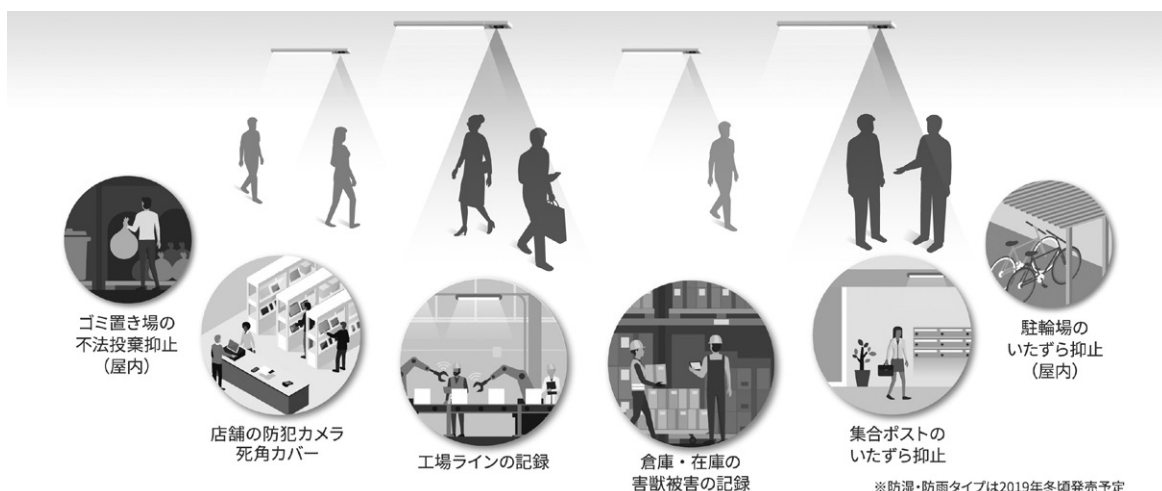 ゴミ置き場の
不法投棄抑止
（屋内）
店舗の防犯カメラ
死角カバー
工場ラインの記録
倉庫・在庫の
害獣被害の記録
集合ポストの
いたずら抑止
駐輪場の
いたずら抑止
（屋内）
※防湿・防雨タイプは2019年冬頃発売予定